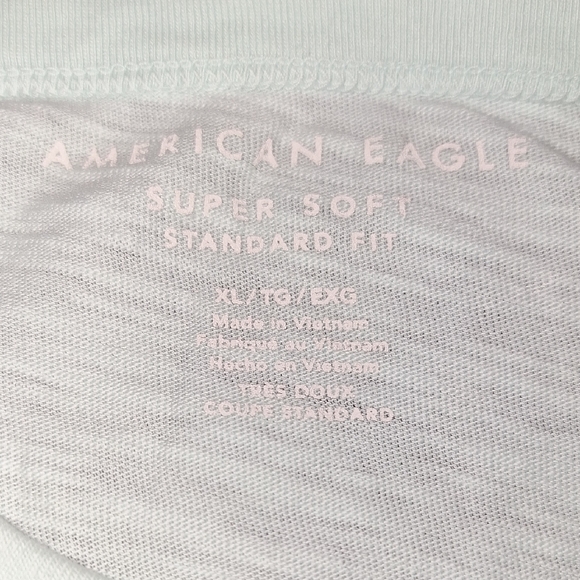 AMERICAN EAGLE
SUPER SOFT
STANDARD FIT
XL/TG/EXG
Made in Vietnam
Fabriqué au Vietnam
Hecho en Vietnam
TRÈS DOUX
COUPE STANDARD